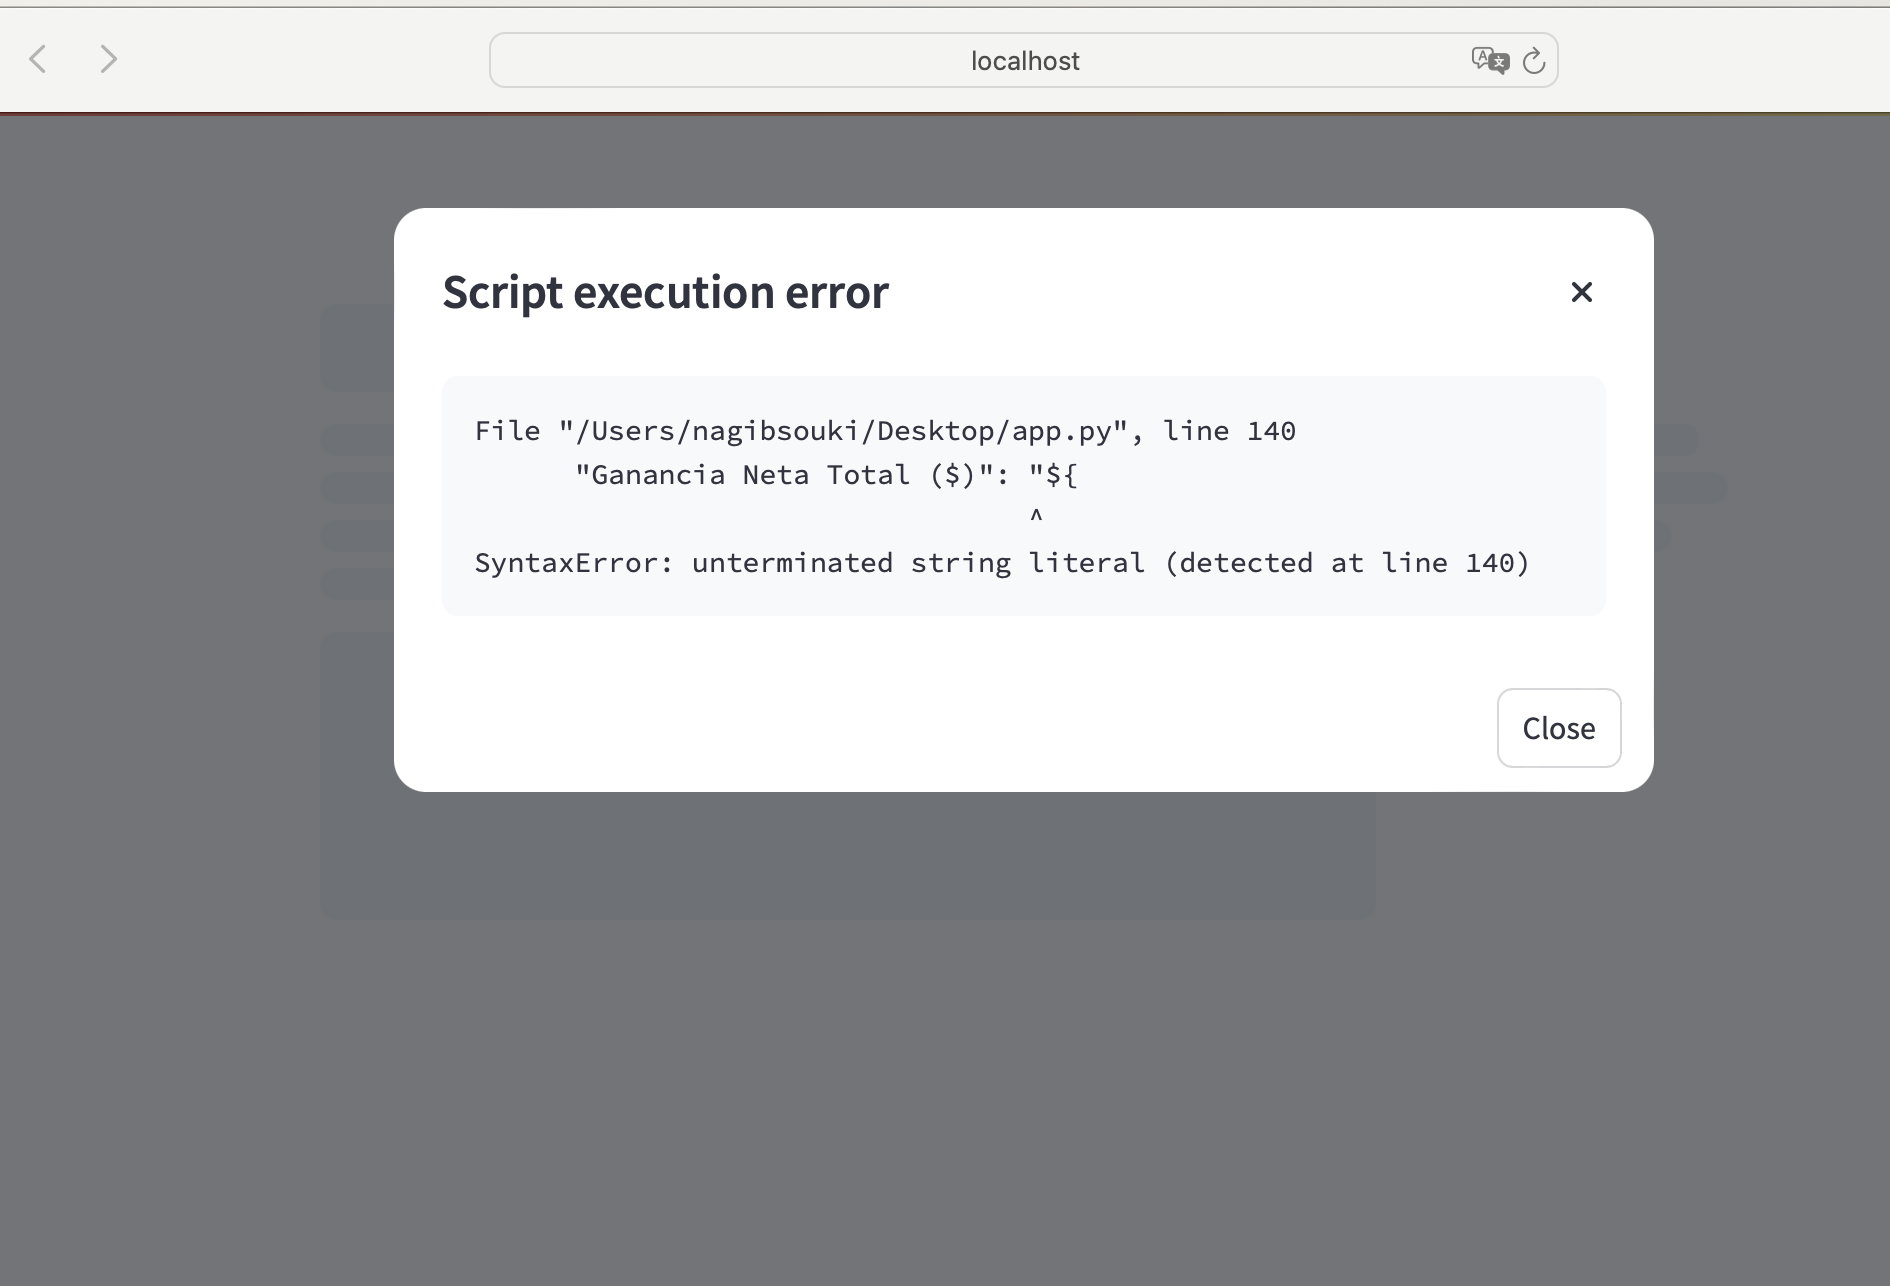 localhost
Script execution error
File "/Users/nagibsouki/Desktop/app.py", line 140
"Ganancia Neta Total ($)": "${
^
SyntaxError: unterminated string literal (detected at line 140)
Close